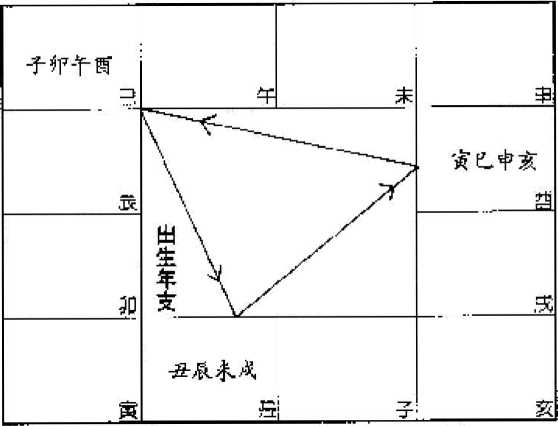 子卯午酉
巳
午
未
申
寅巳申亥
辰
酉
出生年支
卯
戌
丑辰未戌
寅
丑
子
亥